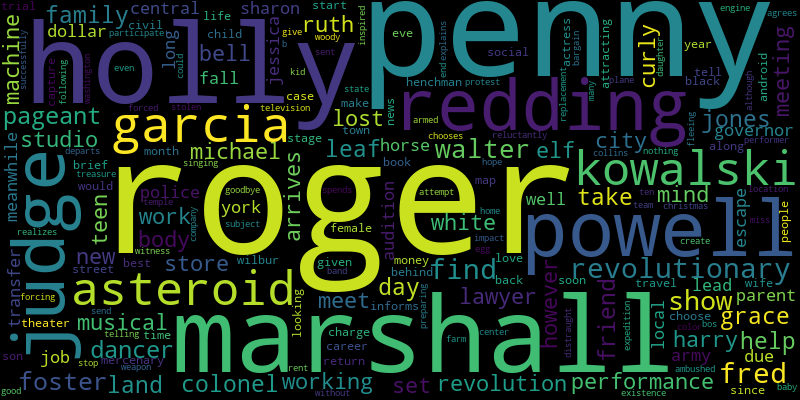 holly penny
roger
marshall
judge
powell
redding
garcia
kowalski
asteroid
family
central
sharon
ruth
start
eve
actress
attracting
meeting
trial
civil
life
give
woody
inspired
explains
social
year
engine
agrees
dollar
long
bell
fall
child
jessica
kid
case
television
curly
protest
bargain
tell
black
daughter
android
although
machine
successfully
following
capture
washington
participate
even
could
sent
stolen
state
town
henchman
replacement
many
plane
armed
performer
pageant
studio
michael
lost
leaf
horse
walter
elf
city
jones
governor
along
fleeing
meanwhile
departs
brief
treasure
month
singing
stage
make
news
book
map
chooses
reluctantly
collins
nothing
hope
ten
team
christmas
location
teen
would
police
arrives
audition
white
well
take
mind
escape
people
realizes
temple
work
york
goodbye
subject
spends
attempt
female
wilbur
company
witness
body
new
store
given
band
money
behind
back
home
impact
egg
love
soon
travel
wife
create
miss
transfer
street
best
send
looking
meet
informs
day
find
revolutionary
lead
parent
however
lawyer
friend
show
grace
local
choose
color
bos
forcing
theater
musical
dancer
telling
time
charge
career
return
preparing
center
farm
distraught
expedition
harry
help
due
army
ambushed
son
job
stop
mercenary
weapon
rent
without
good
foster
land
colonel
working
set
revolution
performance
existence
since
fred
baby
end
b